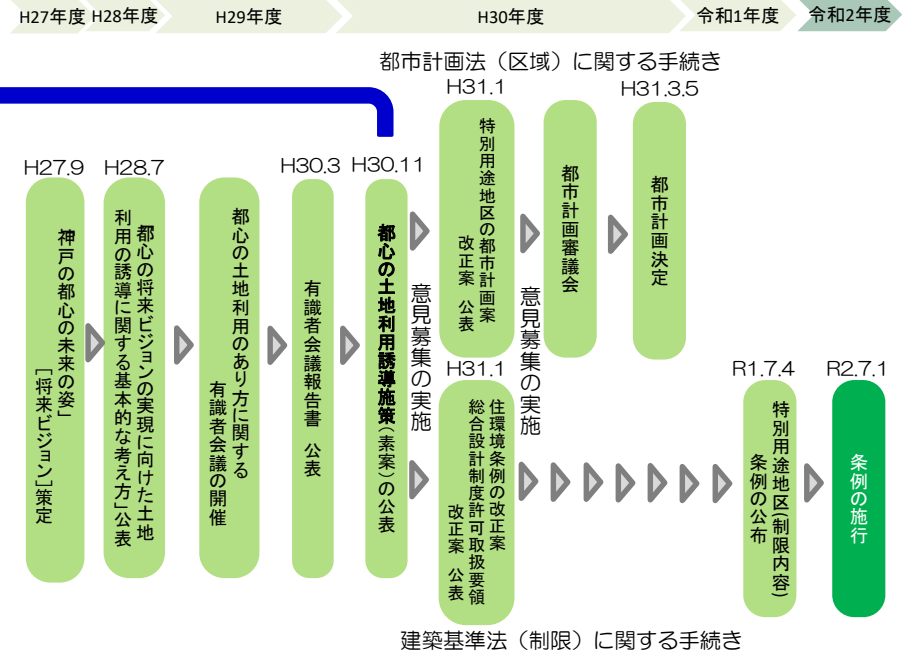 H27年度
H28年度
H29年度
H30年度
令和1年度
令和2年度
都市計画法（区域）に関する手続き
H27.9
神戸の都心の未来の姿」
［将来ビジョン］策定
H28.7
都心の将来ビジョンの実現に向けた土地
利用の誘導に関する基本的な考え方」公表
都心の土地利用のあり方に関する
有識者会議の開催
H30.3
有識者会議報告書　公表
H30.11
都心の土地利用誘導施策（素案）の公表
意見募集の実施
H31.1
特別用途地区の都市計画案
改正案　公表
意見募集の実施
都市計画審議会
H31.3.5
都市計画決定
H31.1
住環境条例の改正案
総合設計制度許可取扱要領
改正案　公表
R1.7.4
特別用途地区(制限内容)
条例の公布
R2.7.1
条例の施行
建築基準法（制限）に関する手続き